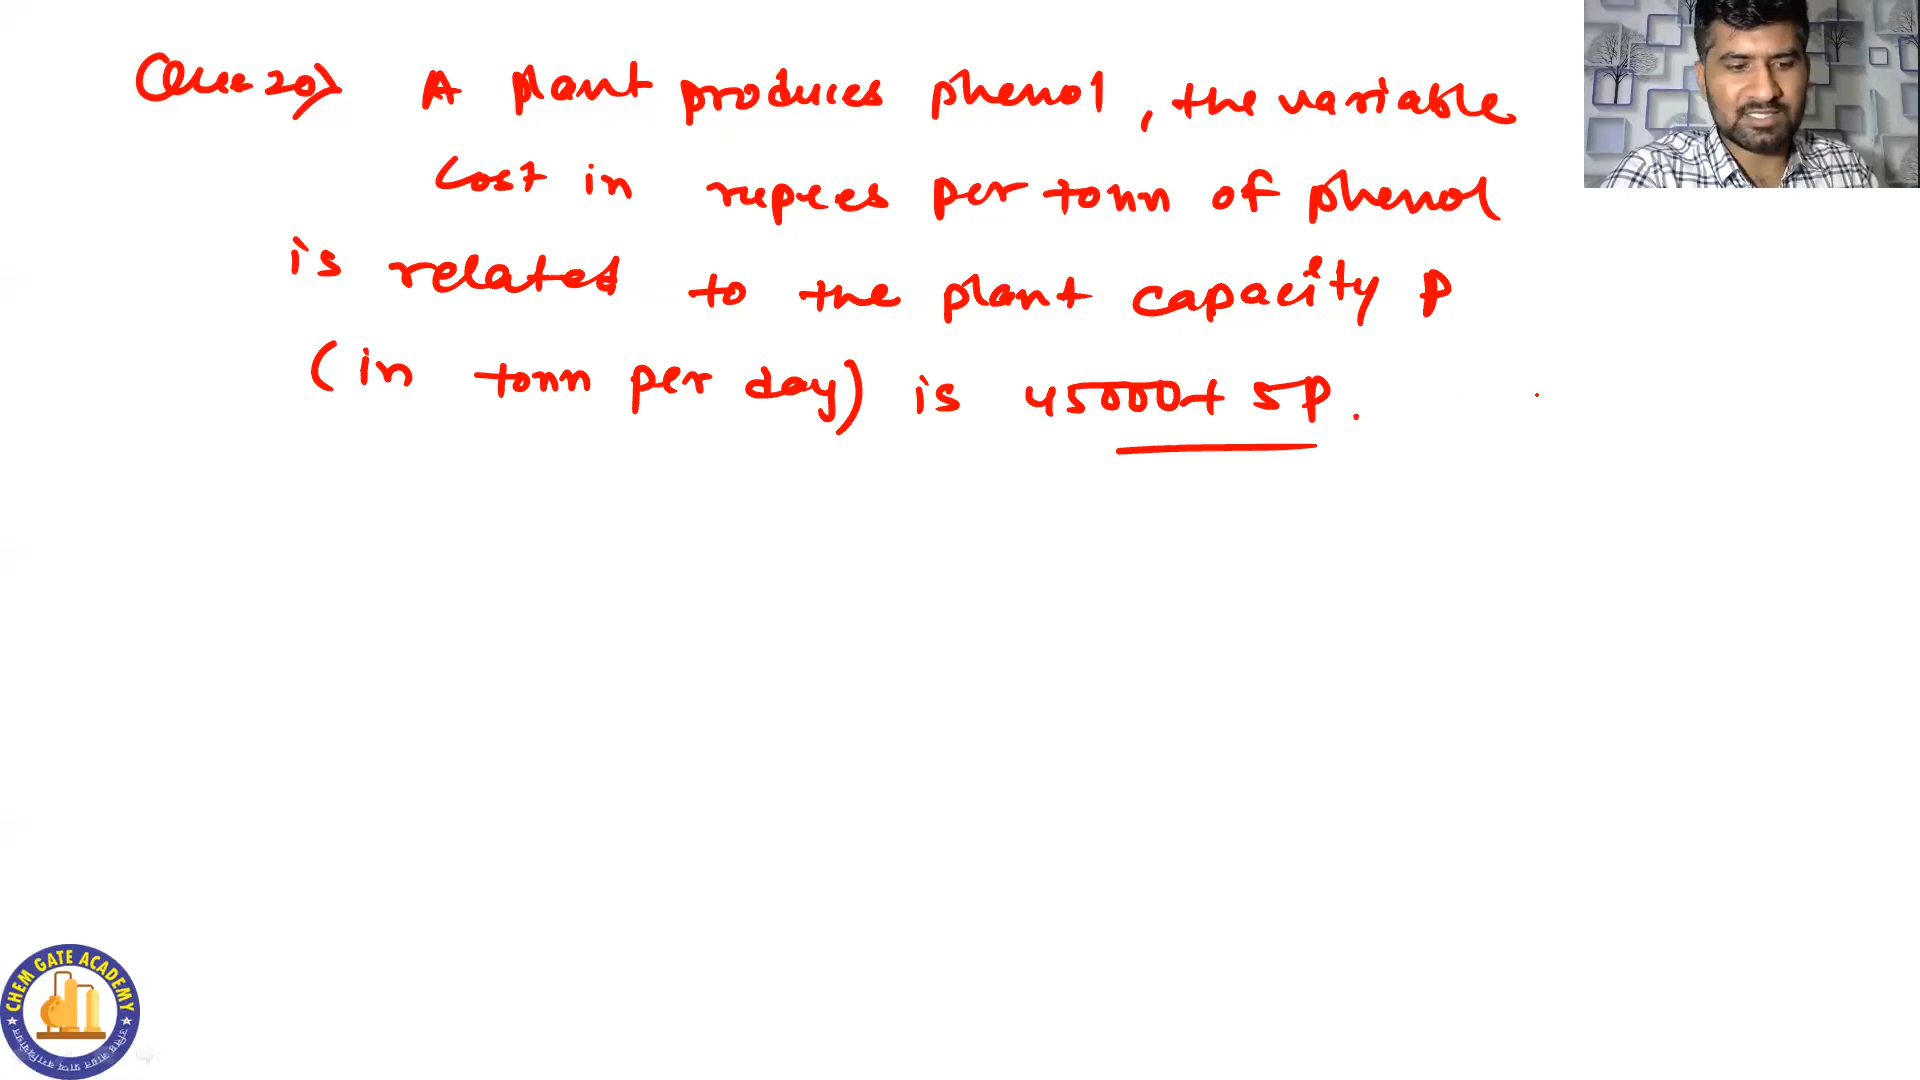 Que 20) A plant produces phenol, the variable
cost in rupees per tonn of phenol
is related to the plant capacity P
(in tonn per day) is 45000+ 5P.
CHEM GATE ACADEMY